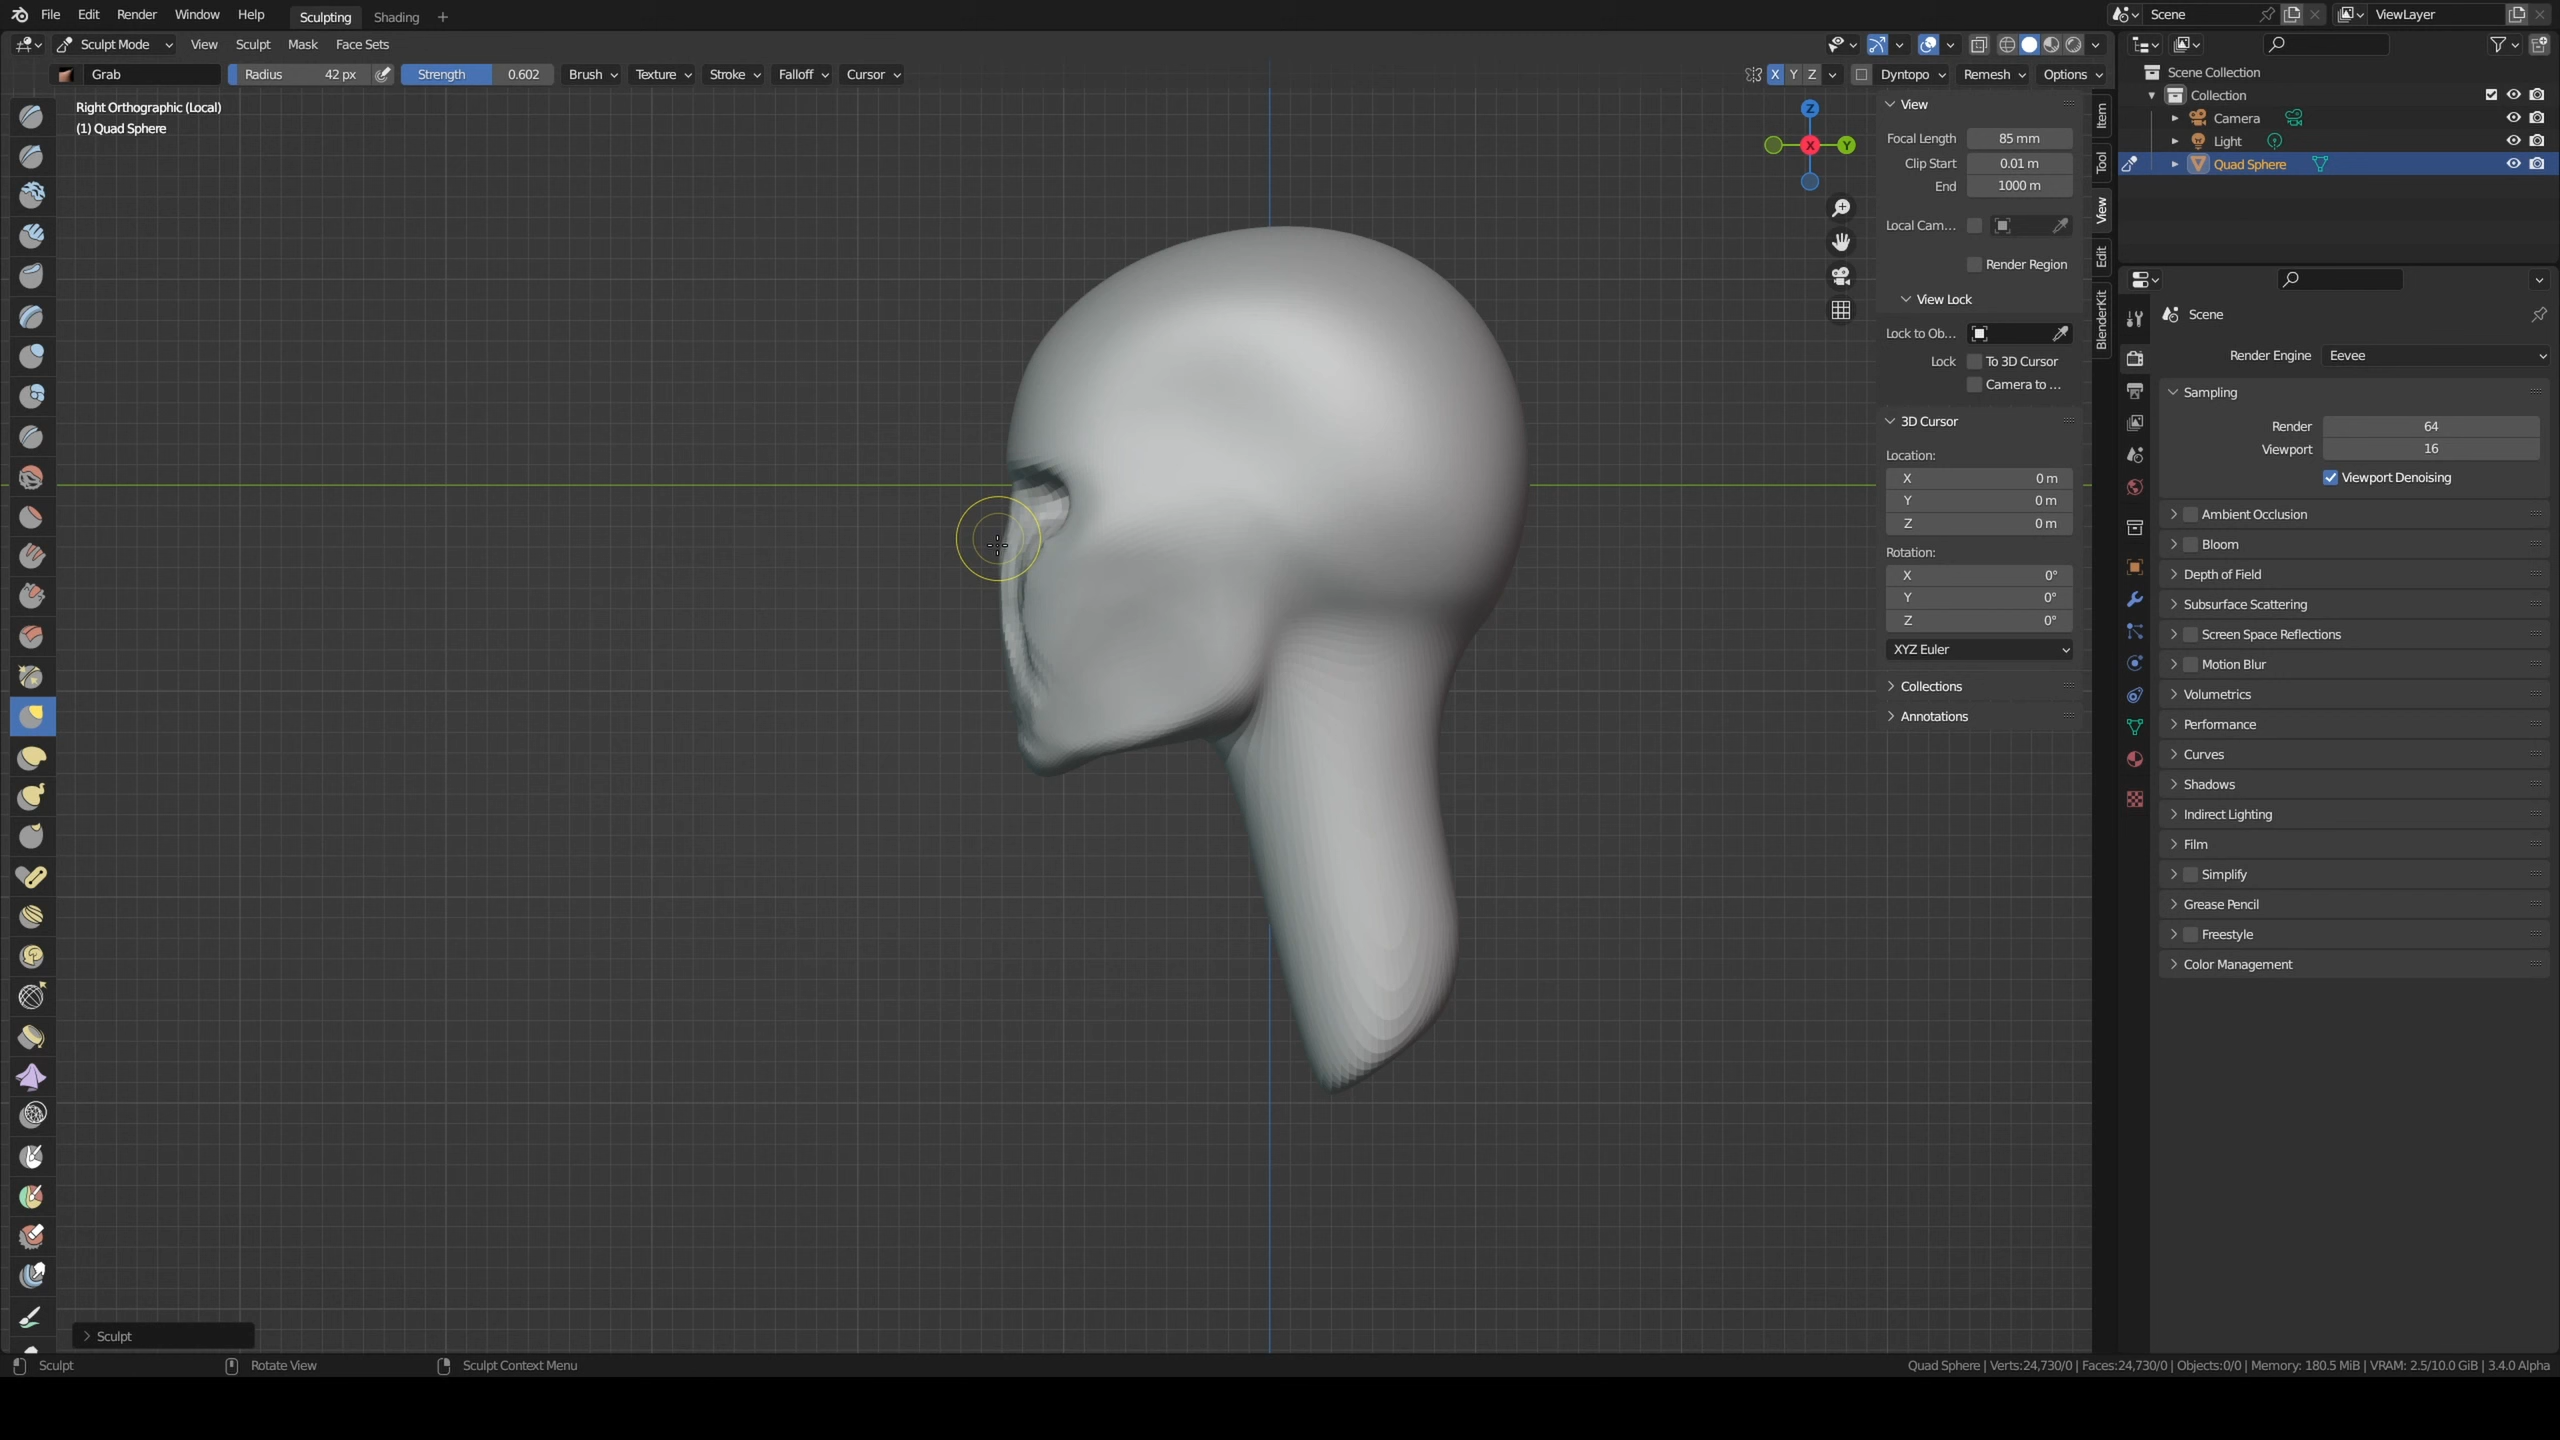 File Edit Render Window Help Sculpting Shading + Scene ViewLayer
Sculpt Mode View Sculpt Mask Face Sets
Grab Radius 42 px Strength 0.602 Brush Texture Stroke Falloff Cursor X Y Z Dyntopo Remesh Options
Right Orthographic (Local)
(1) Quad Sphere
Z
X
Y
View
Focal Length 85 mm
Clip Start 0.01 m
End 1000 m
Local Cam...
Render Region
View Lock
Lock to Ob...
Lock To 3D Cursor
Camera to ...
3D Cursor
Location:
X 0 m
Y 0 m
Z 0 m
Rotation:
X 0°
Y 0°
Z 0°
XYZ Euler
Collections
Annotations
Item
Tool
View
Edit
BlenderKit
Scene Collection
Collection
Camera
Light
Quad Sphere
Scene
Render Engine Eevee
Sampling
Render 64
Viewport 16
Viewport Denoising
Ambient Occlusion
Bloom
Depth of Field
Subsurface Scattering
Screen Space Reflections
Motion Blur
Volumetrics
Performance
Curves
Shadows
Indirect Lighting
Film
Simplify
Grease Pencil
Freestyle
Color Management
Sculpt
Sculpt Rotate View Sculpt Context Menu Quad Sphere | Verts:24,730/0 | Faces:24,730/0 | Objects:0/0 | Memory: 180.5 MiB | VRAM: 2.5/10.0 GiB | 3.4.0 Alpha